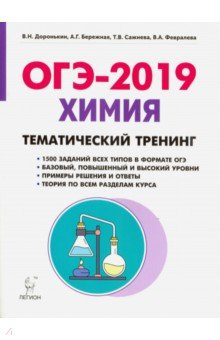 В.Н. Доронькин, А.Г. Бережная, Т.В. Сажнева, В.А. Февралева
ОГЭ-2019
ХИМИЯ
ТЕМАТИЧЕСКИЙ ТРЕНИНГ
• 1500 ЗАДАНИЙ ВСЕХ ТИПОВ В ФОРМАТЕ ОГЭ
• БАЗОВЫЙ, ПОВЫШЕННЫЙ И ВЫСОКИЙ УРОВНИ
• ПРИМЕРЫ РЕШЕНИЯ И ОТВЕТЫ
• ТЕОРИЯ ПО ВСЕМ РАЗДЕЛАМ КУРСА
ЛЕГИОН